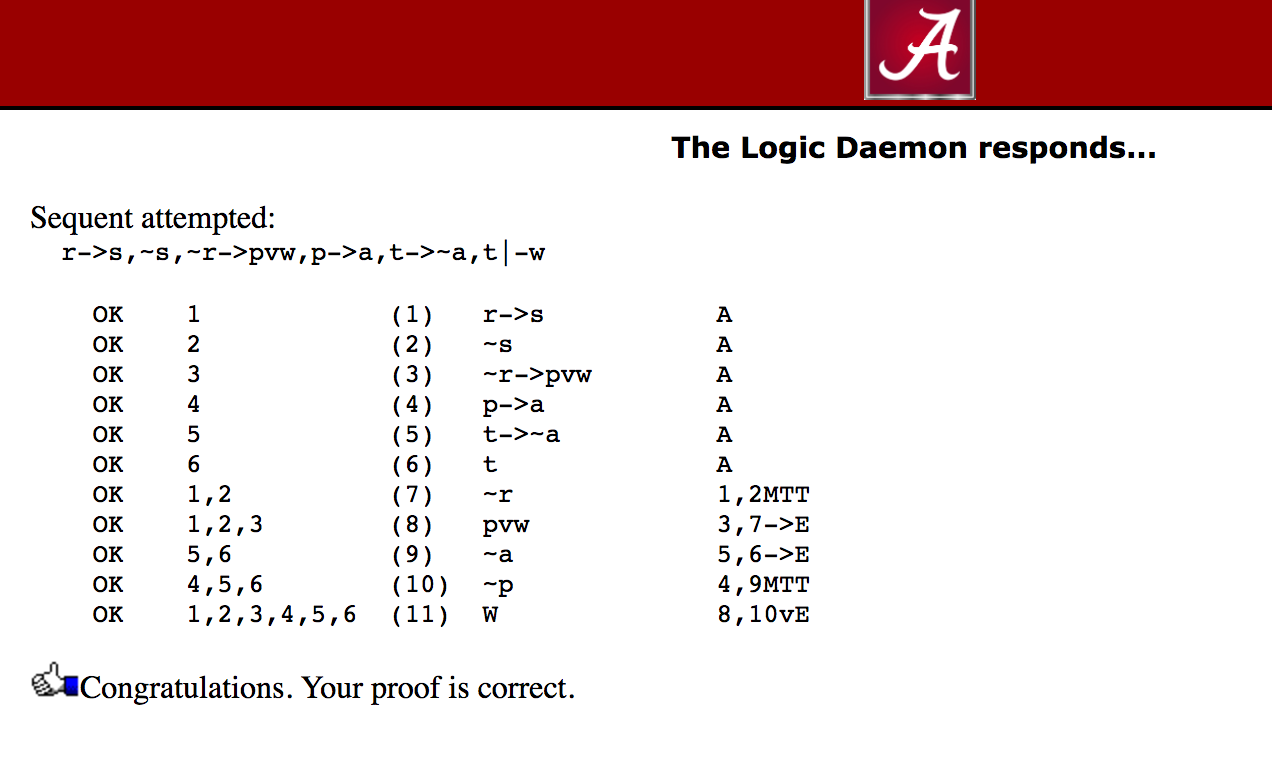 A
The Logic Daemon responds...
Sequent attempted:
r->s,~s,~r->pvw,p->a,t->~a,t|-w
OK 1 (1) r->s A
OK 2 (2) ~s A
OK 3 (3) ~r->pvw A
OK 4 (4) p->a A
OK 5 (5) t->~a A
OK 6 (6) t A
OK 1,2 (7) ~r 1,2MTT
OK 1,2,3 (8) pvw 3,7->E
OK 5,6 (9) ~a 5,6->E
OK 4,5,6 (10) ~p 4,9MTT
OK 1,2,3,4,5,6 (11) W 8,10vE
Congratulations. Your proof is correct.